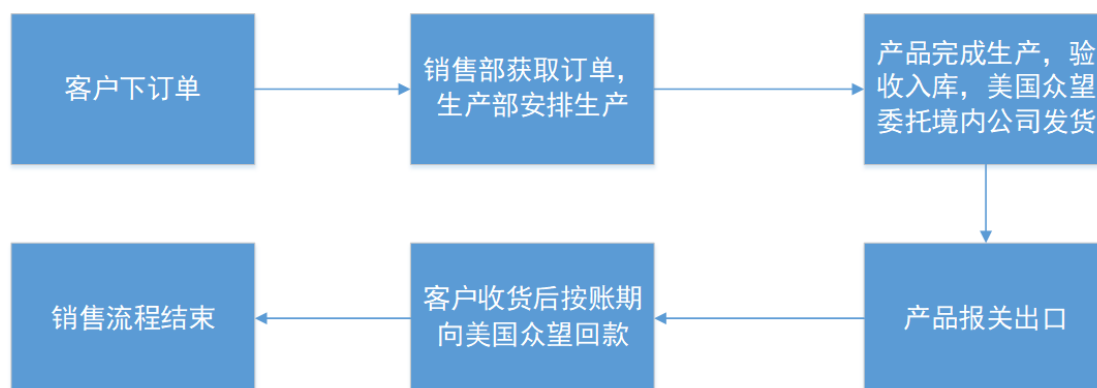 客户下订单
销售部获取订单，
生产部安排生产
产品完成生产，验
收入库，美国众望
委托境内公司发货
销售流程结束
客户收货后按账期
向美国众望回款
产品报关出口